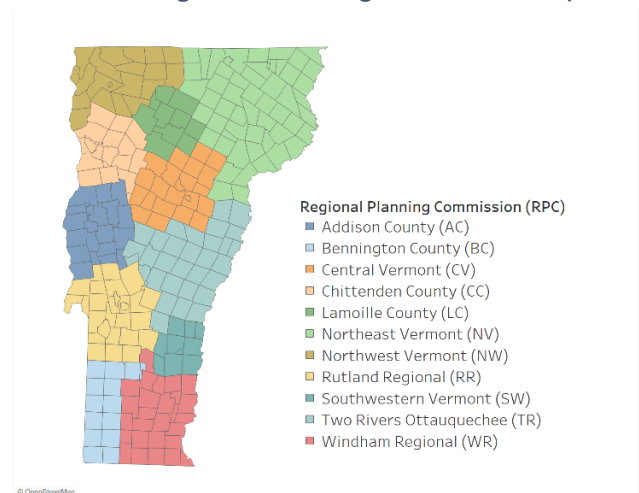 Regional Planning Commission (RPC)
Addison County (AC)
Bennington County (BC)
Central Vermont (CV)
Chittenden County (CC)
Lamoille County (LC)
Northeast Vermont (NV)
Northwest Vermont (NW)
Rutland Regional (RR)
Southwestern Vermont (SW)
Two Rivers Ottauquechee (TR)
Windham Regional (WR)
© OpenStreetMap